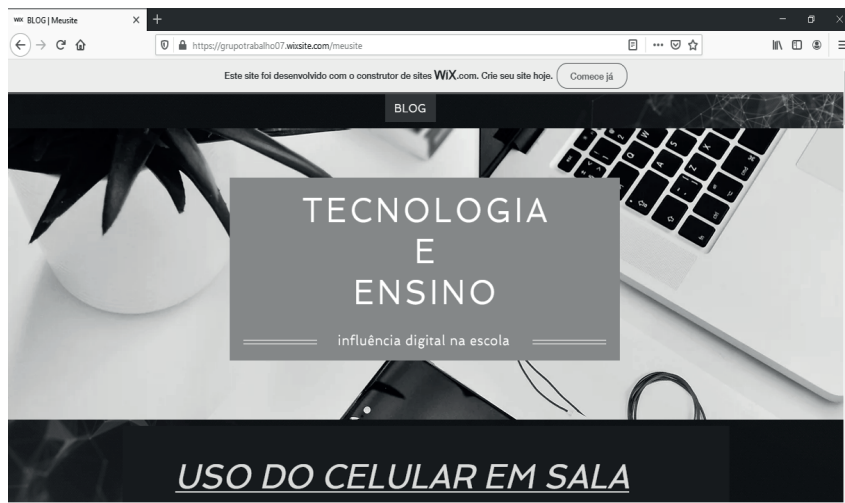 WiX BLOG | Meusite
https://grupotrabalho07.wixsite.com/meusite
Este site foi desenvolvido com o construtor de sites WiX.com. Crie seu site hoje. Comece já
BLOG
TECNOLOGIA
E
ENSINO
influência digital na escola
USO DO CELULAR EM SALA